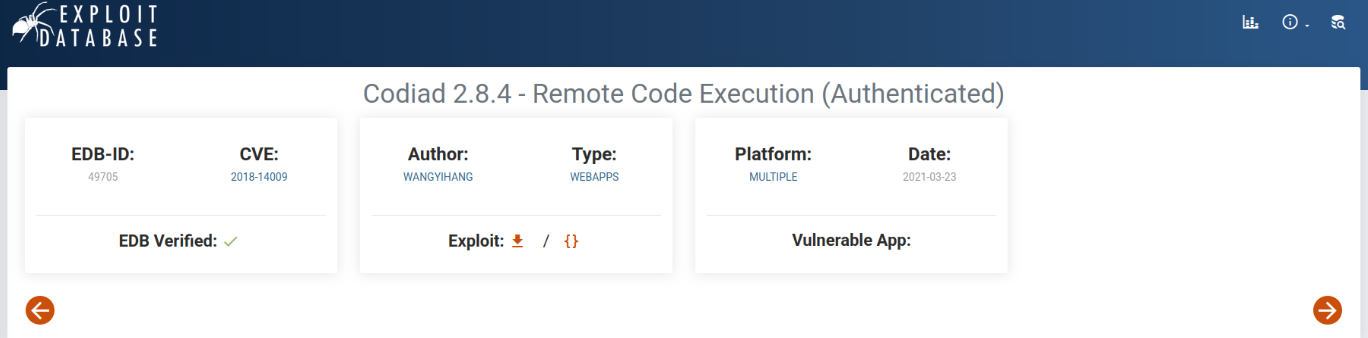 EXPLOIT
DATABASE
Codiad 2.8.4 - Remote Code Execution (Authenticated)
EDB-ID:
49705
CVE:
2018-14009
EDB Verified:
Author:
WANGYIHANG
Type:
WEBAPPS
Exploit: / {}
Platform:
MULTIPLE
Date:
2021-03-23
Vulnerable App: